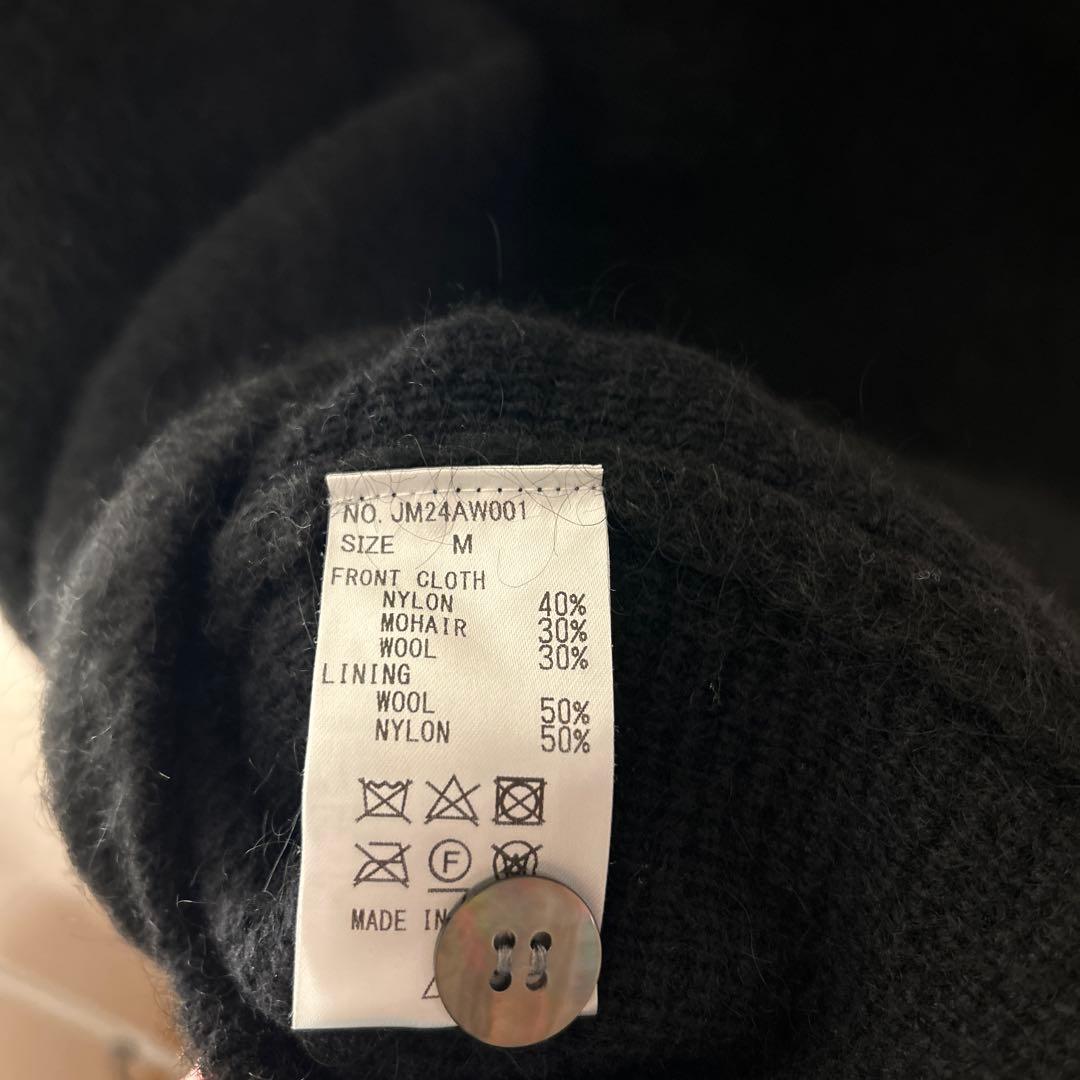 NO. JM24AW001
SIZE M
FRONT CLOTH
NYLON 40%
MOHAIR 30%
WOOL 30%
LINING
WOOL 50%
NYLON 50%
F
W
MADE IN